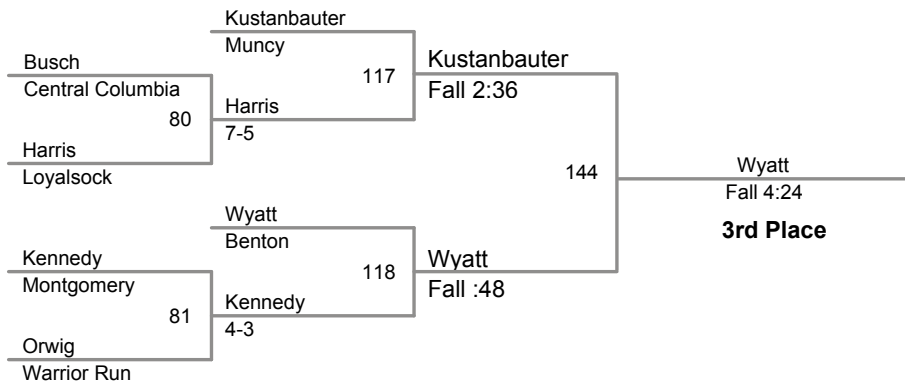 Kustanbauter
Muncy
Busch
Central Columbia
117
Kustanbauter
Fall 2:36
80
Harris
7-5
Harris
Loyalsock
144
Wyatt
Fall 4:24
3rd Place
Wyatt
Benton
Kennedy
Montgomery
118
Wyatt
Fall :48
81
Kennedy
4-3
Orwig
Warrior Run